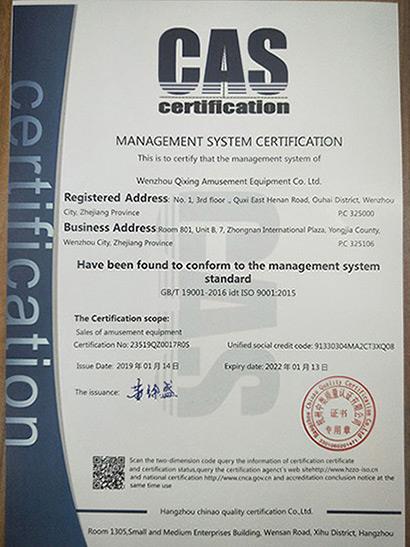 CAS
certification
certification
MANAGEMENT SYSTEM CERTIFICATION
This is to certify that the management system of
Wenzhou Qixing Amusement Equipment Co. Ltd.
Registered Address: No. 1, 3rd floor ., Quxi East Henan Road, Ouhai District, Wenzhou
City, Zhejiang Province P.C 325000
Business Address:Room 801, Unit B, 7, Zhongnan International Plaza, Yongjia County,
Wenzhou City, Zhejiang Province P.C 325106
Have been found to conform to the management system
standard
GB/T 19001-2016 idt ISO 9001:2015
The Certification scope:
Sales of amusement equipment
Certification No: 23519QZ0017R0S Unified social credit number: 91330304MA2CT3XQ08
Issue Date: 2019 年 01 月 14 日 Expiry date: 2022 年 01 月 13 日
The issuance:
证书
专用章
Scan the two-dimension code query the information of certification certificate
and certification status,query the certification agent's web sitehttp://www.hzzo-iso.cn
and national web http://www.cnca.gov.cn and accreditation conclusion notice at the
same time use
Hangzhou chinao quality certification Co.,Ltd
Room 1305,Small and Medium Enterprises Building, Wensan Road, Xihu District, Hangzhou